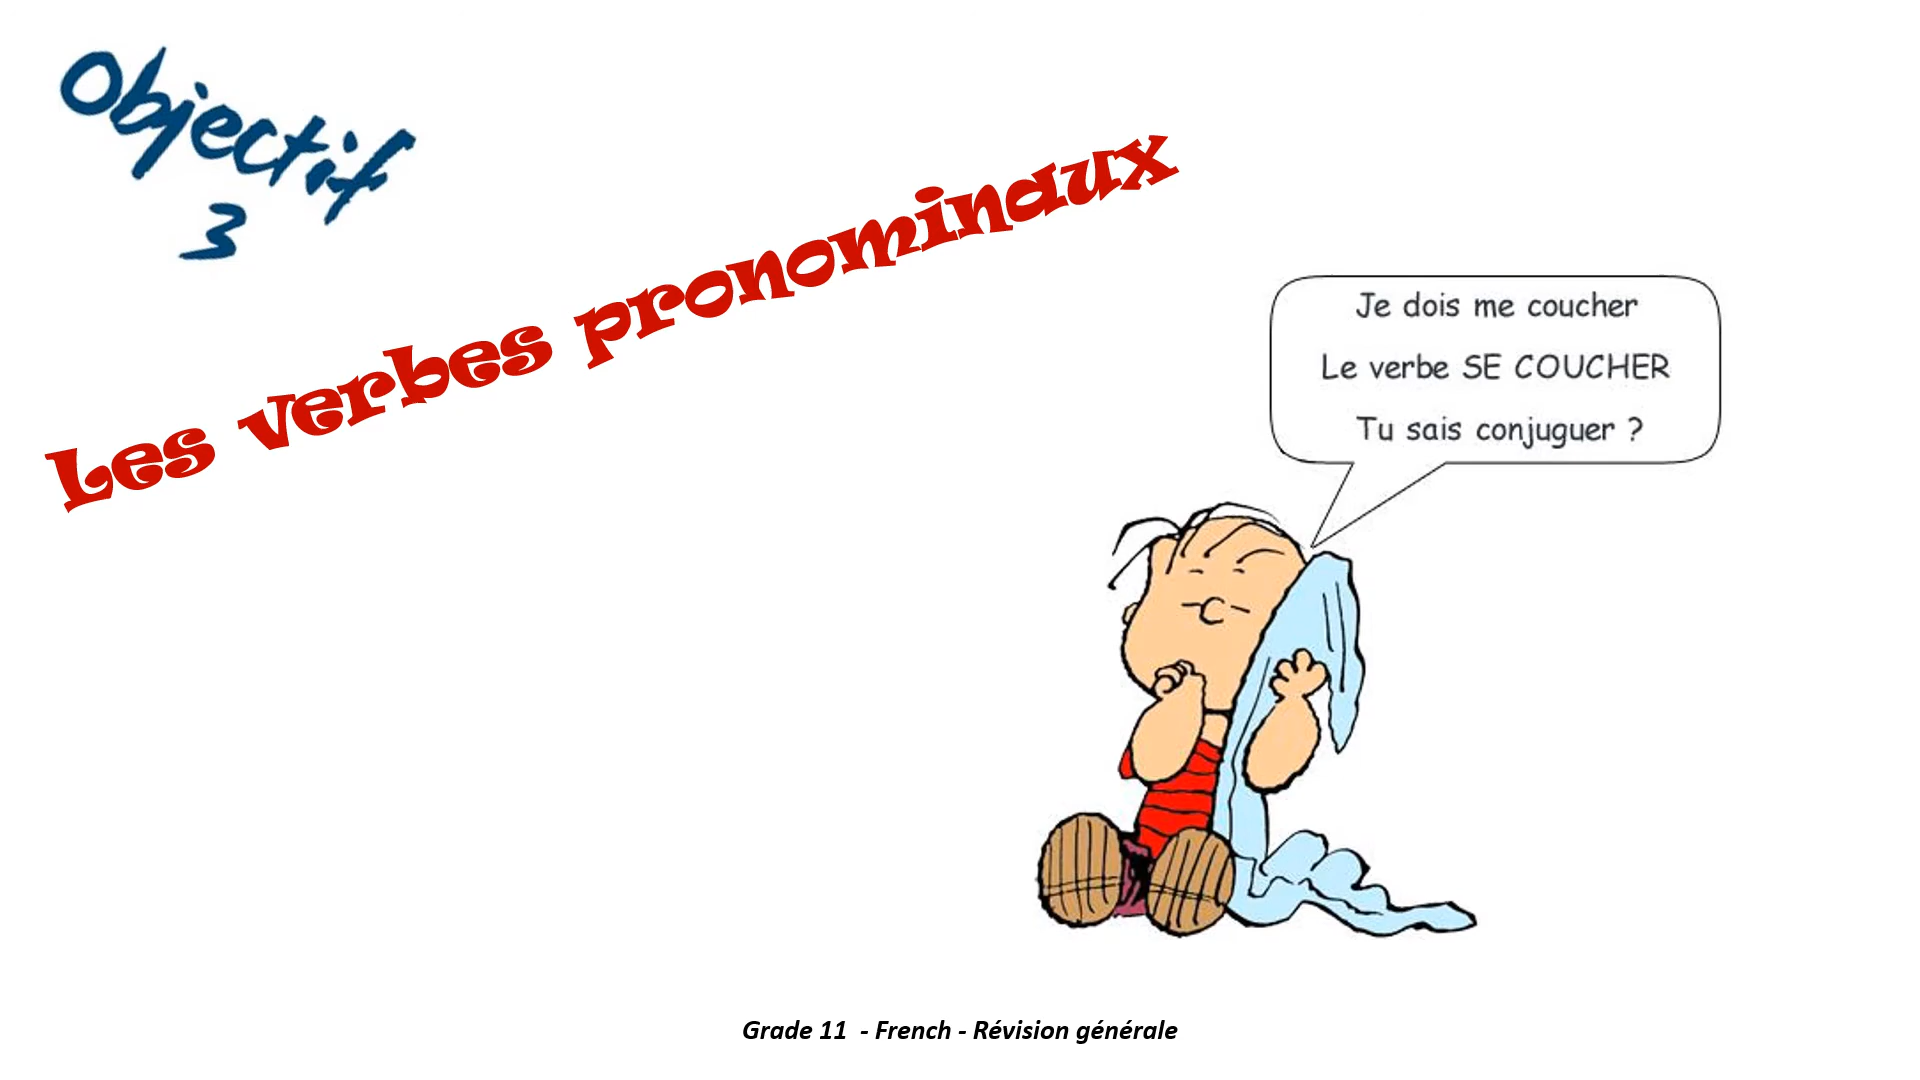 Objectif
3
Les verbes pronominaux
Je dois me coucher
Le verbe SE COUCHER
Tu sais conjuguer ?
Grade 11 - French - Révision générale